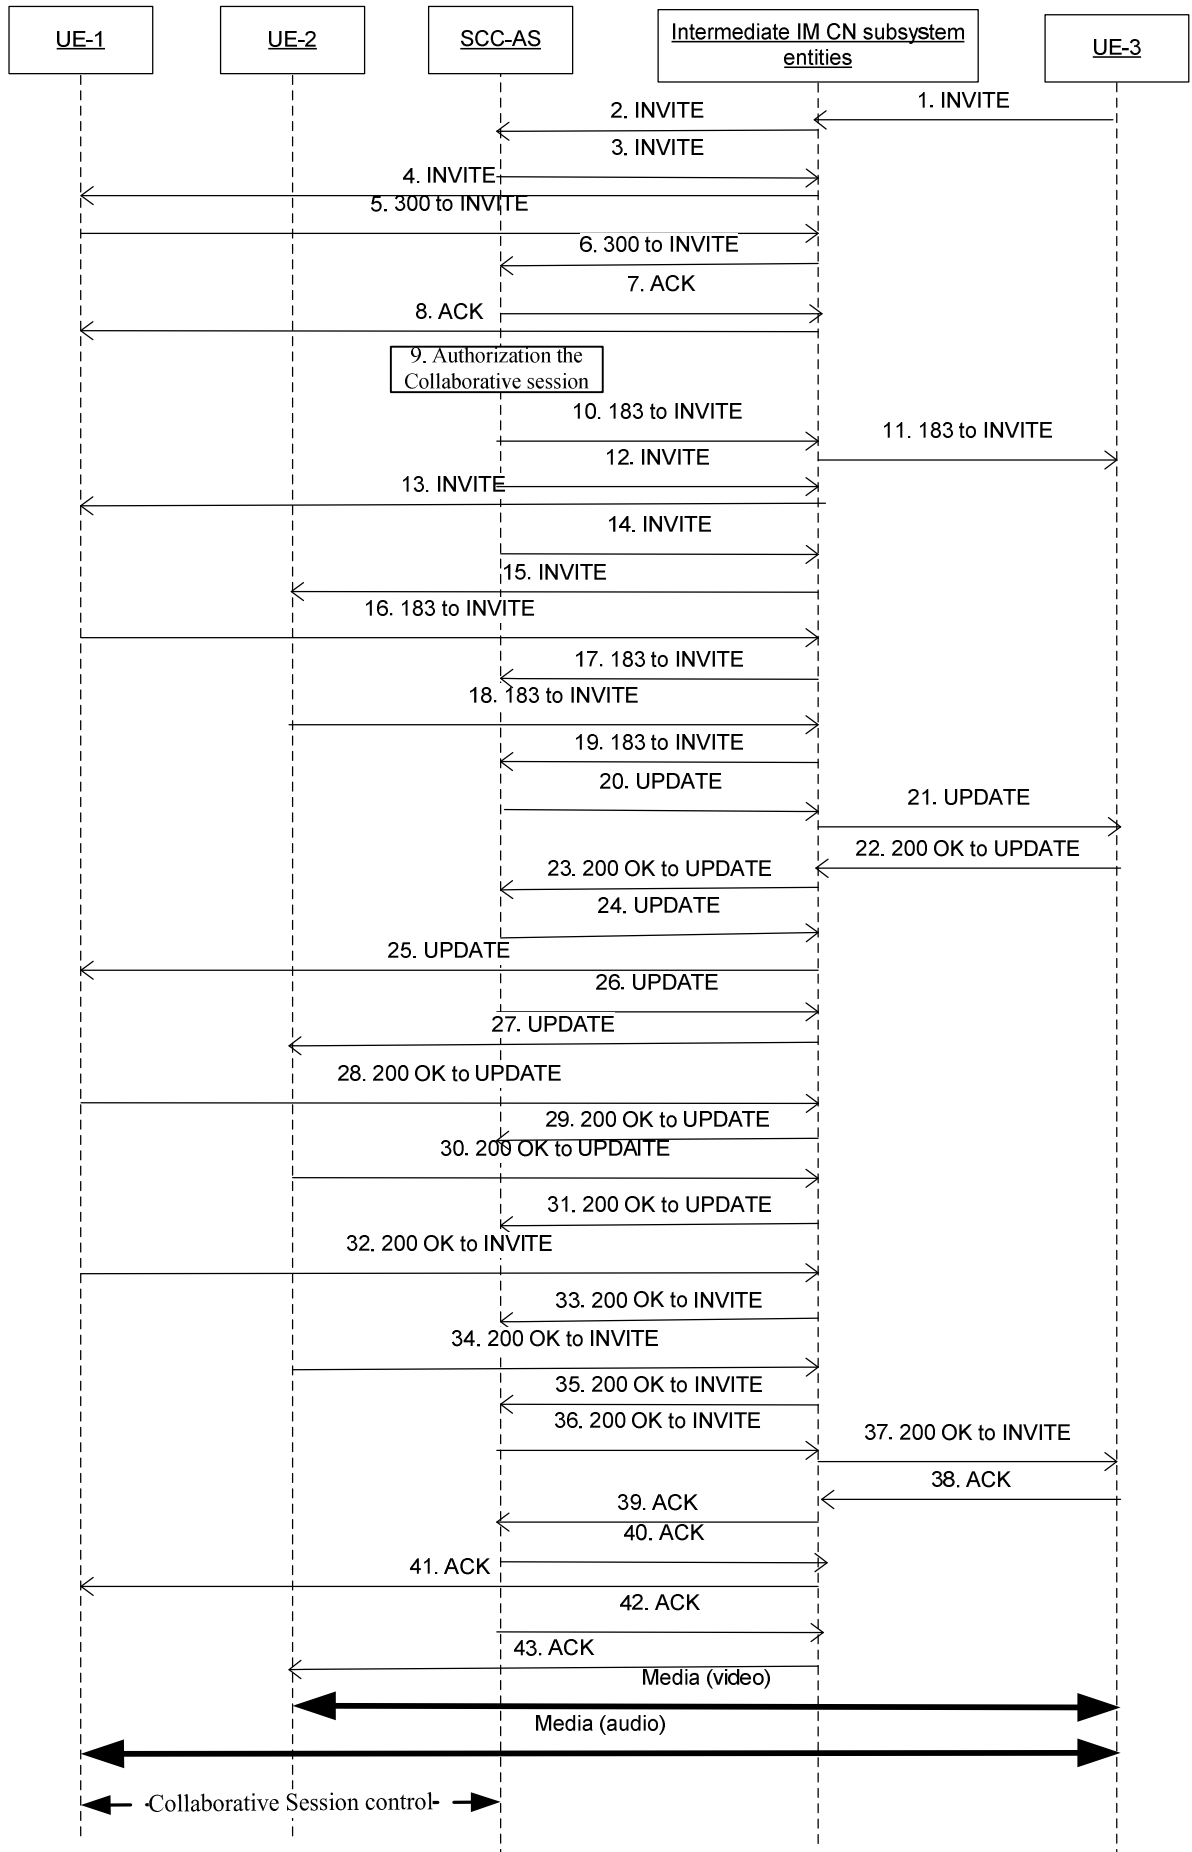 UE-1
UE-2
SCC-AS
Intermediate IM CN subsystem
entities
UE-3
1. INVITE
2. INVITE
3. INVITE
4. INVITE
5. 300 to INVITE
6. 300 to INVITE
7. ACK
8. ACK
9. Authorization the
Collaborative session
10. 183 to INVITE
11. 183 to INVITE
12. INVITE
13. INVITE
14. INVITE
15. INVITE
16. 183 to INVITE
17. 183 to INVITE
18. 183 to INVITE
19. 183 to INVITE
20. UPDATE
21. UPDATE
22. 200 OK to UPDATE
23. 200 OK to UPDATE
24. UPDATE
25. UPDATE
26. UPDATE
27. UPDATE
28. 200 OK to UPDATE
29. 200 OK to UPDATE
30. 200 OK to UPDAITE
31. 200 OK to UPDATE
32. 200 OK to INVITE
33. 200 OK to INVITE
34. 200 OK to INVITE
35. 200 OK to INVITE
36. 200 OK to INVITE
37. 200 OK to INVITE
38. ACK
39. ACK
40. ACK
41. ACK
42. ACK
43. ACK
Media (video)
Media (audio)
Collaborative Session control